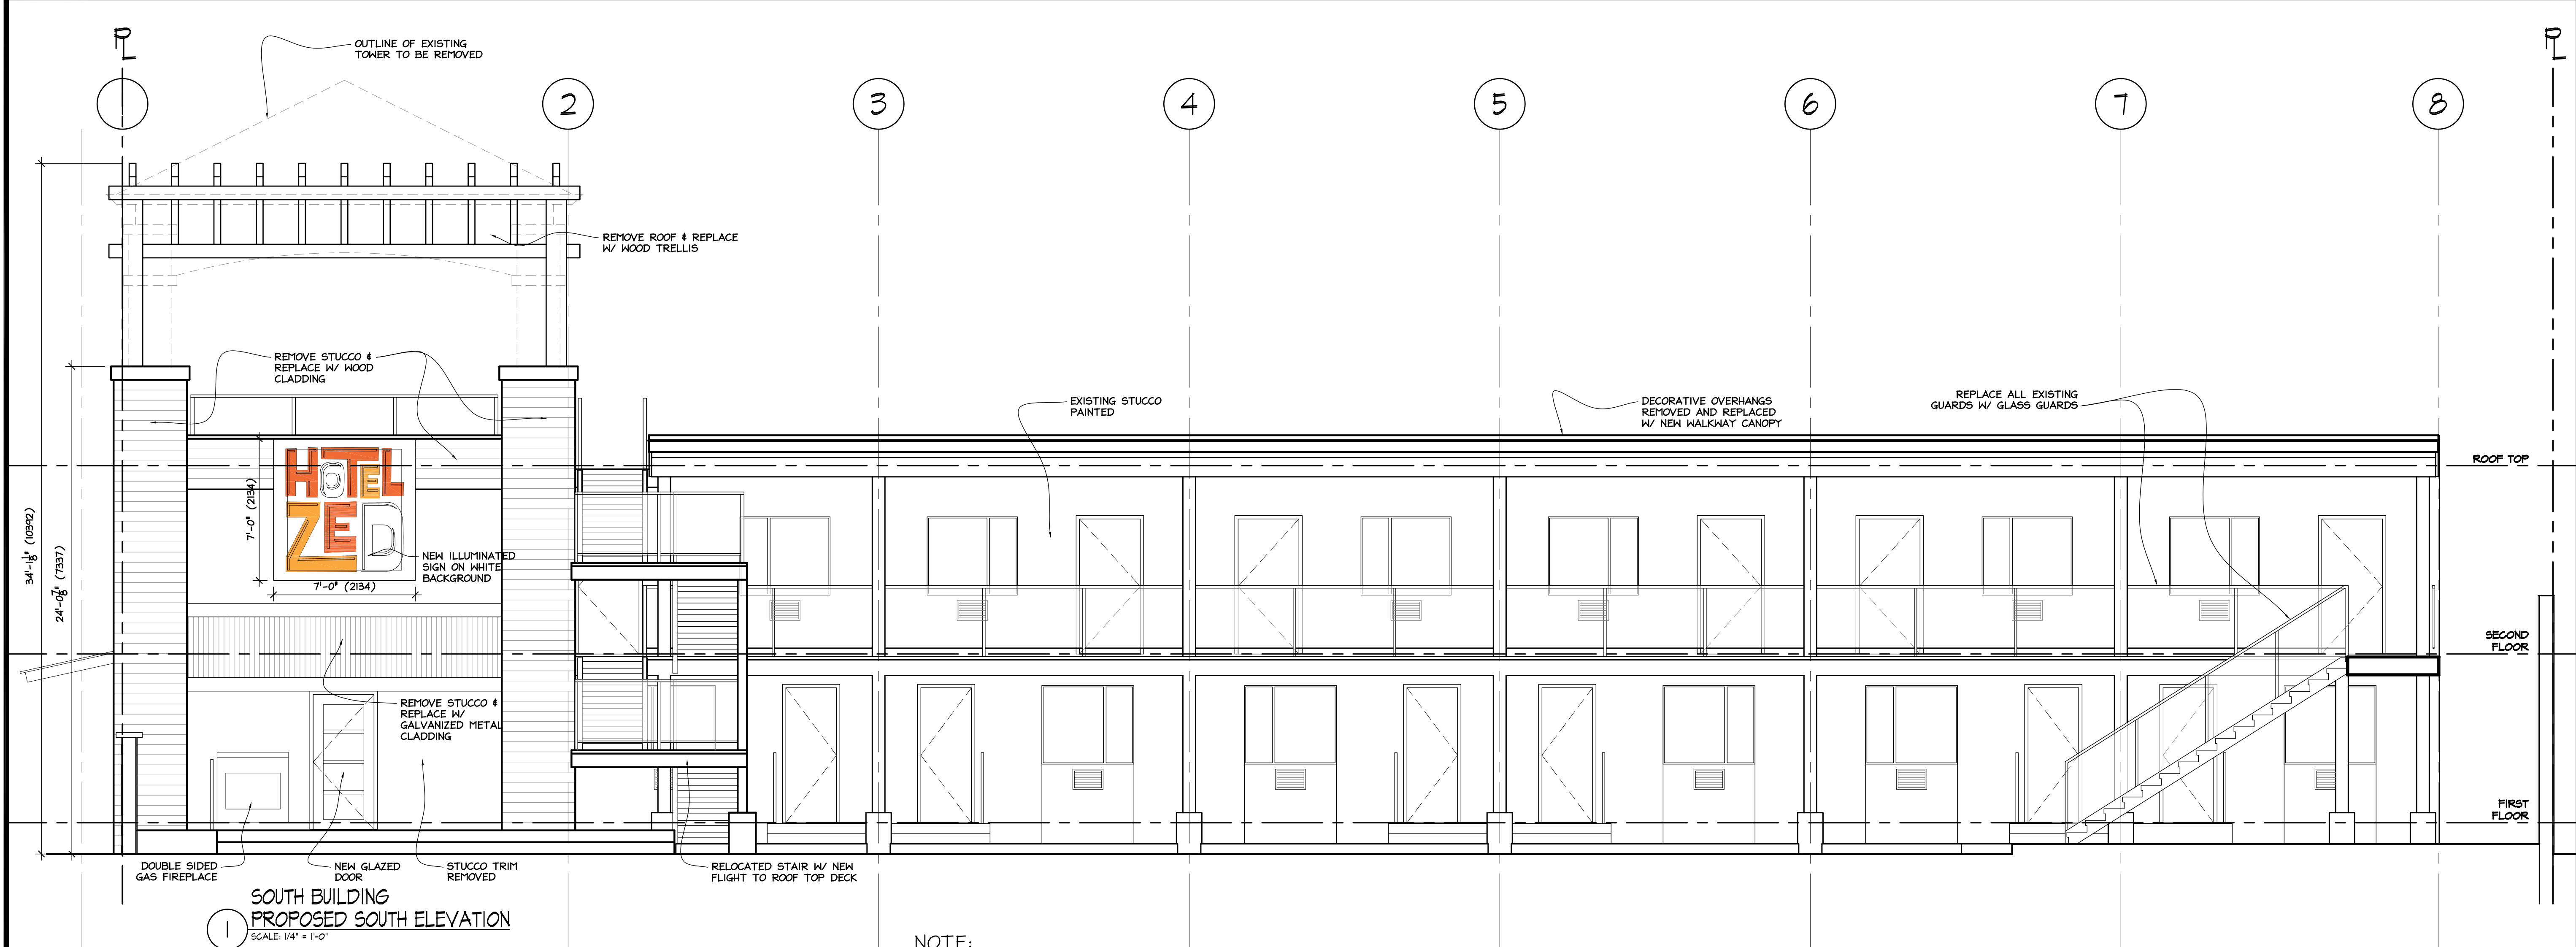 PL
PL
OUTLINE OF EXISTING
TOWER TO BE REMOVED
2
3
4
5
6
7
8
REMOVE ROOF & REPLACE
W/ WOOD TRELLIS
REMOVE STUCCO &
REPLACE W/ WOOD
CLADDING
EXISTING STUCCO
PAINTED
DECORATIVE OVERHANGS
REMOVED AND REPLACED
W/ NEW WALKWAY CANOPY
REPLACE ALL EXISTING
GUARDS W/ GLASS GUARDS
ROOF TOP
HOTEL
ZED
7'-0" (2134)
7'-0" (2134)
NEW ILLUMINATED
SIGN ON WHITE
BACKGROUND
34'-1 1/8" (10392)
24'-0 7/8" (7337)
SECOND
FLOOR
REMOVE STUCCO &
REPLACE W/
GALVANIZED METAL
CLADDING
FIRST
FLOOR
DOUBLE SIDED
GAS FIREPLACE
NEW GLAZED
DOOR
STUCCO TRIM
REMOVED
RELOCATED STAIR W/ NEW
FLIGHT TO ROOF TOP DECK
1
SOUTH BUILDING
PROPOSED SOUTH ELEVATION
SCALE: 1/4" = 1'-0"
NOTE: